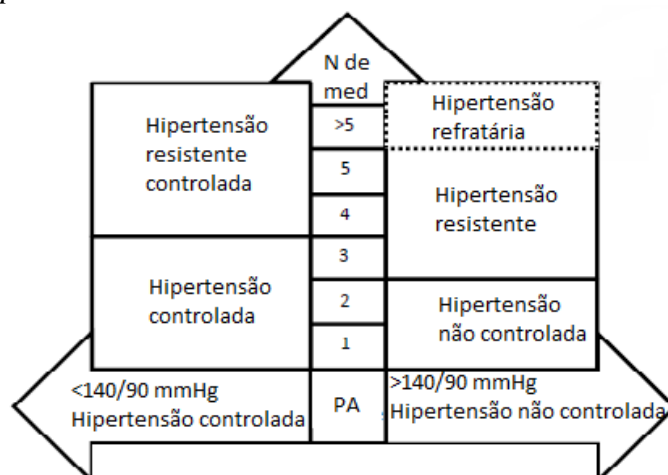 N de
med
Hipertensão
resistente
controlada
>5
5
4
Hipertensão
refratária
Hipertensão
resistente
Hipertensão
controlada
3
2
1
Hipertensão
não controlada
<140/90 mmHg
Hipertensão controlada
PA
>140/90 mmHg
Hipertensão não controlada